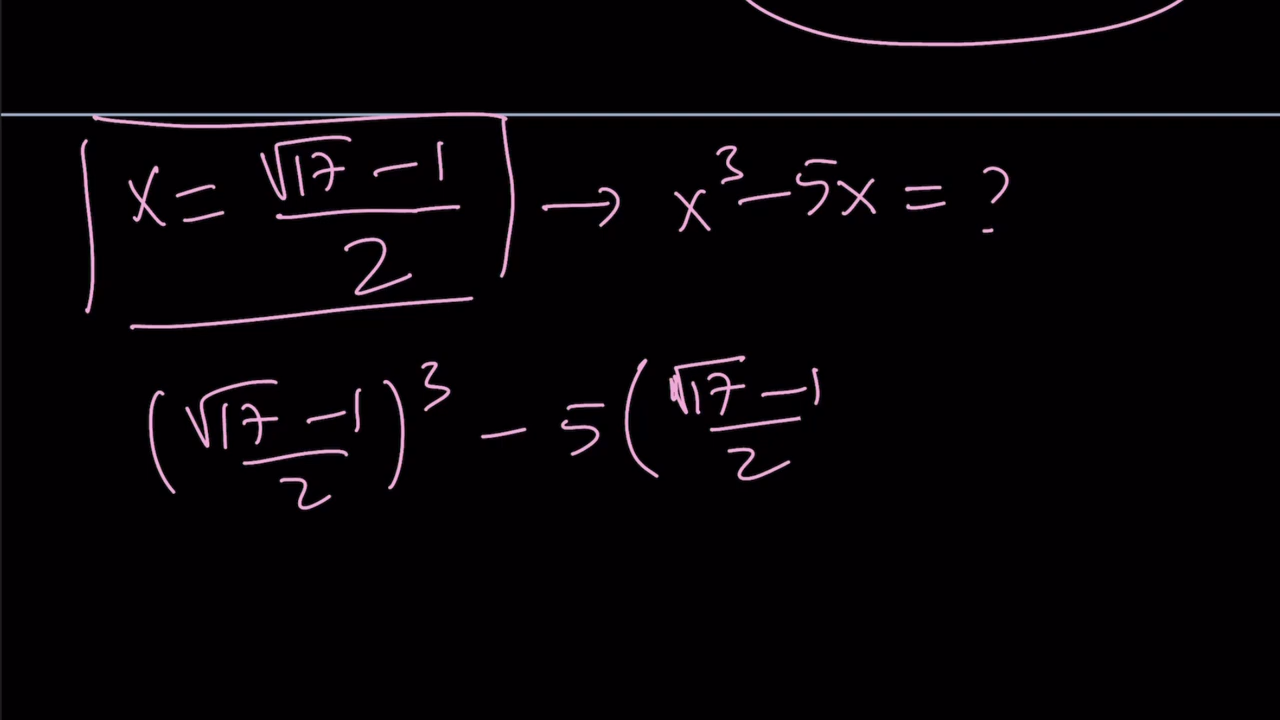 x = (√17 - 1)/2 → x³ - 5x = ?
((√17 - 1)/2)³ - 5((√17 - 1)/2